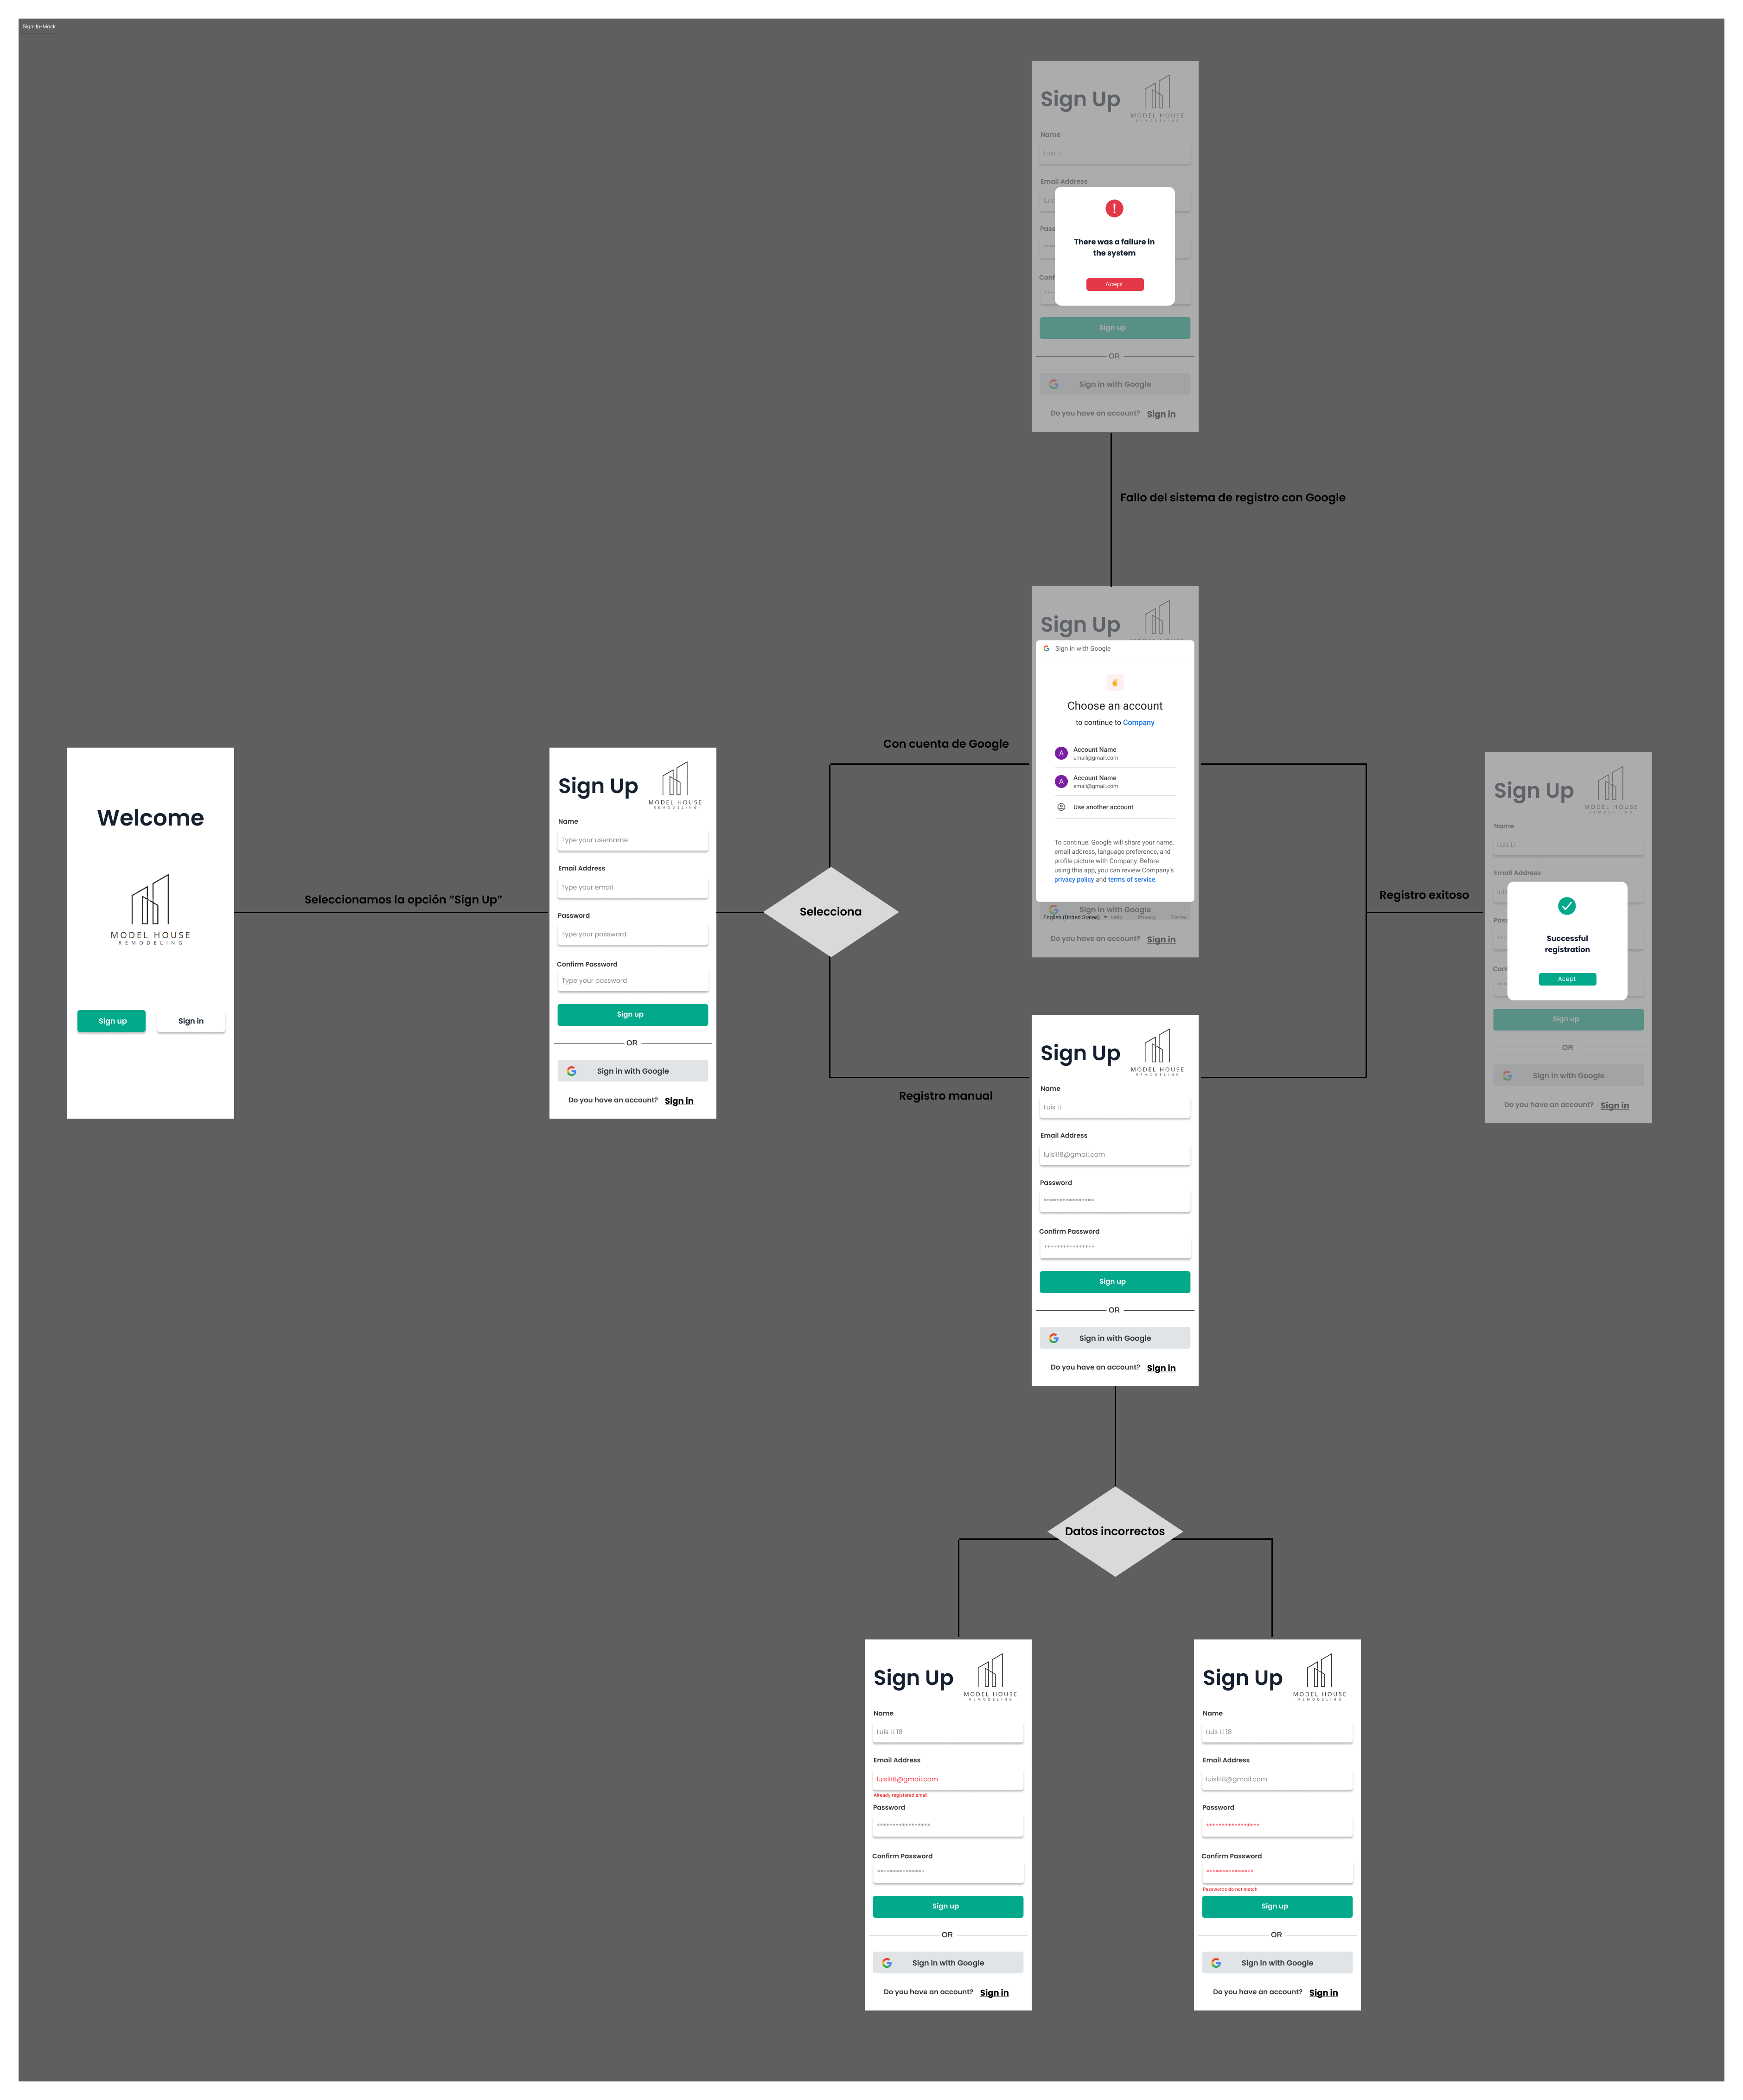 SignUp-Mock
Sign Up
MODEL HOUSE
REMODELING
Name
Luis Li
Email Address
There was a failure in
the system
Acept
Sign up
OR
Sign in with Google
Do you have an account? Sign in
Fallo del sistema de registro con Google
Sign Up
Sign in with Google
Choose an account
to continue to Company
A
Account Name
email@gmail.com
A
Account Name
email@gmail.com
Use another account
To continue, Google will share your name,
email address, language preference, and
profile picture with Company. Before
using this app, you can review Company's
privacy policy and terms of service.
Sign in with Google
English (United States) Help Privacy Terms
Do you have an account? Sign in
Con cuenta de Google
Welcome
MODEL HOUSE
REMODELING
Sign up
Sign in
Seleccionamos la opción “Sign Up”
Sign Up
MODEL HOUSE
REMODELING
Name
Type your username
Email Address
Type your email
Password
Type your password
Confirm Password
Type your password
Sign up
OR
Sign in with Google
Do you have an account? Sign in
Selecciona
Registro manual
Registro exitoso
Sign Up
MODEL HOUSE
REMODELING
Name
Luis Li
Email Address
Successful
registration
Acept
Sign up
OR
Sign in with Google
Do you have an account? Sign in
Sign Up
MODEL HOUSE
REMODELING
Name
Luis Li
Email Address
luisli18@gmail.com
Password
****************
Confirm Password
****************
Sign up
OR
Sign in with Google
Do you have an account? Sign in
Datos incorrectos
Sign Up
MODEL HOUSE
REMODELING
Name
Luis Li 18
Email Address
luisli18@gmail.com
Already registered email
Password
*****************
Confirm Password
***************
Sign up
OR
Sign in with Google
Do you have an account? Sign in
Sign Up
MODEL HOUSE
REMODELING
Name
Luis Li 18
Email Address
luisli18@gmail.com
Password
*****************
Confirm Password
***************
Passwords do not match
Sign up
OR
Sign in with Google
Do you have an account? Sign in